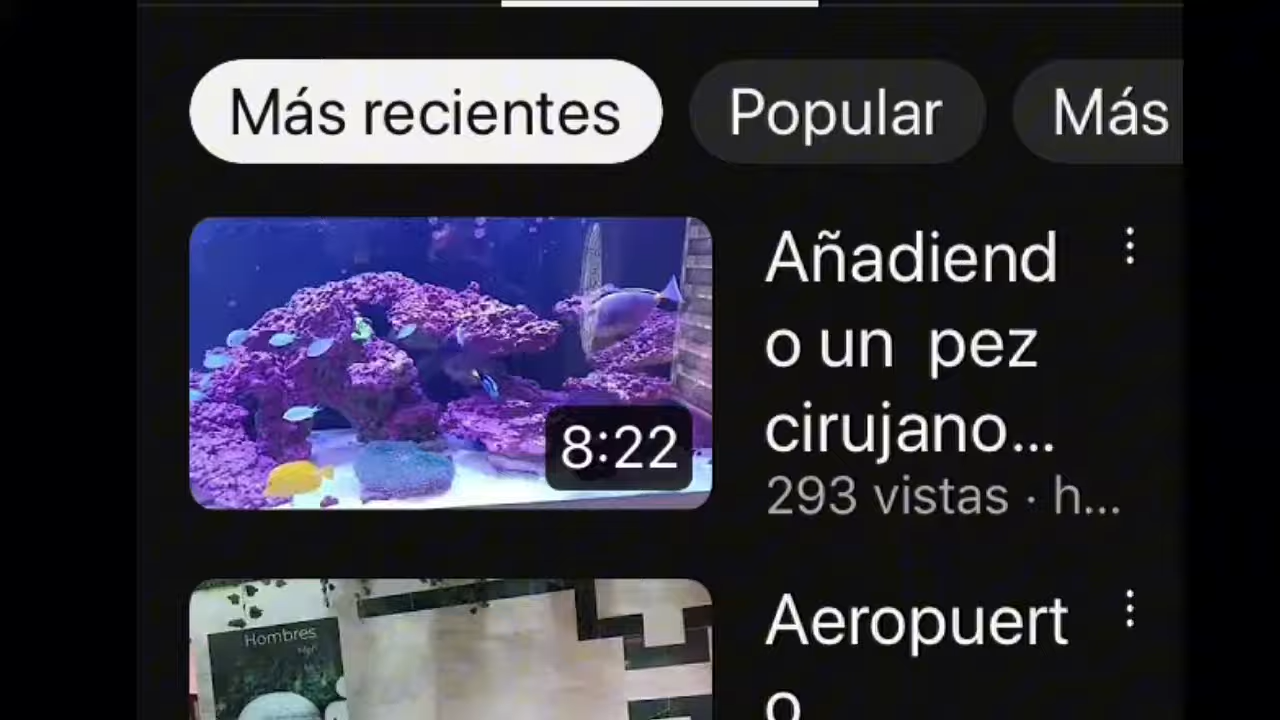 Más recientes
Popular
Más
Añadiend
o un pez
cirujano...
293 vistas · h...
8:22
Aeropuert
o
Hombres